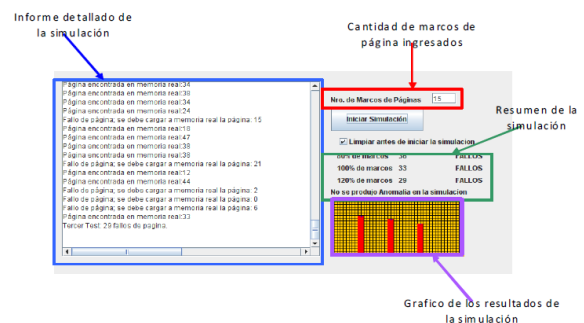 Informe detallado de
la simulación
Cantidad de marcos de
página ingresados
Página encontrada en memoria real:34
Página encontrada en memoria real:38
Página encontrada en memoria real:34
Página encontrada en memoria real:24
Fallo de página; se debe cargar a memoria real la página: 15
Página encontrada en memoria real:18
Página encontrada en memoria real:47
Página encontrada en memoria real:38
Página encontrada en memoria real:36
Fallo de página; se debe cargar a memoria real la página: 21
Página encontrada en memoria real:12
Página encontrada en memoria real:44
Fallo de página; se debe cargar a memoria real la página: 2
Fallo de página; se debe cargar a memoria real la página: 0
Fallo de página; se debe cargar a memoria real la página: 6
Página encontrada en memoria real:33
Tercer Test: 29 fallos de pagina
Nro. de Marcos de Páginas 15
Iniciar Simulación
Limpiar antes de iniciar la simulacion
80% de marcos 36 FALLOS
100% de marcos 33 FALLOS
120% de marcos 29 FALLOS
No se produjo Anomalia en la simulacion
Resumen de la
simulación
Grafico de los resultados de
la simulación